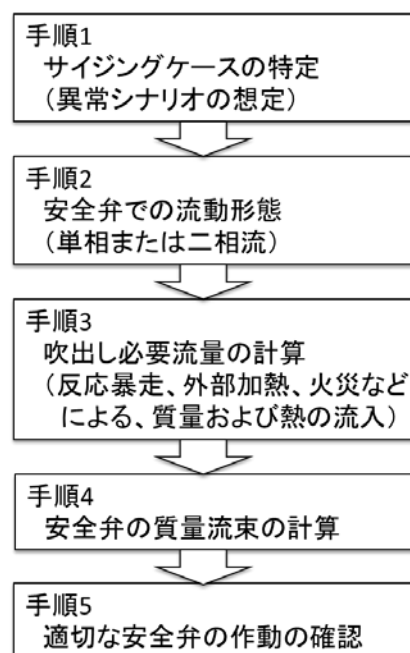 手順1
サイジングケースの特定
（異常シナリオの想定）
手順2
安全弁での流動形態
（単相または二相流）
手順3
吹出し必要流量の計算
（反応暴走、外部加熱、火災など
による、質量および熱の流入）
手順4
安全弁の質量流束の計算
手順5
適切な安全弁の作動の確認